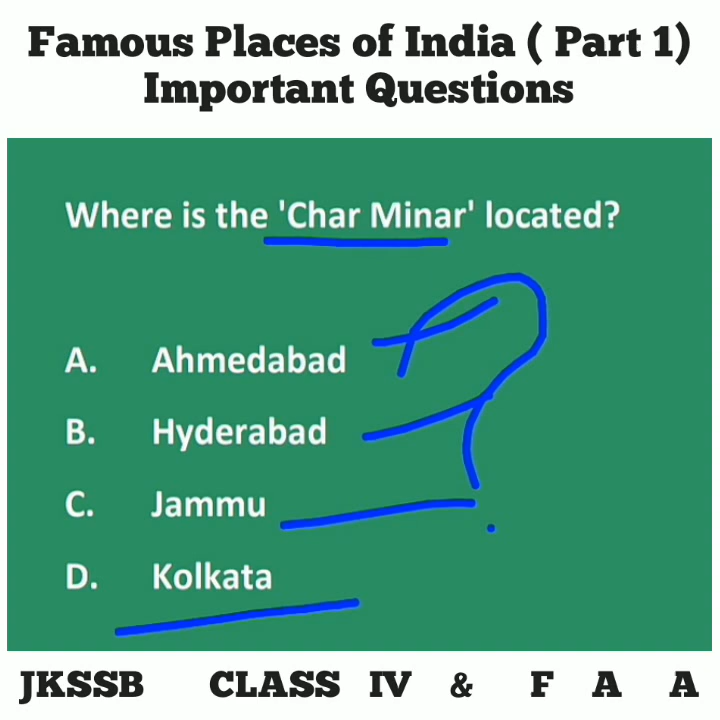 Famous Places of India ( Part 1)
Important Questions
Where is the 'Char Minar' located?
A. Ahmedabad
B. Hyderabad
C. Jammu
D. Kolkata
JKSSB CLASS IV & F A A